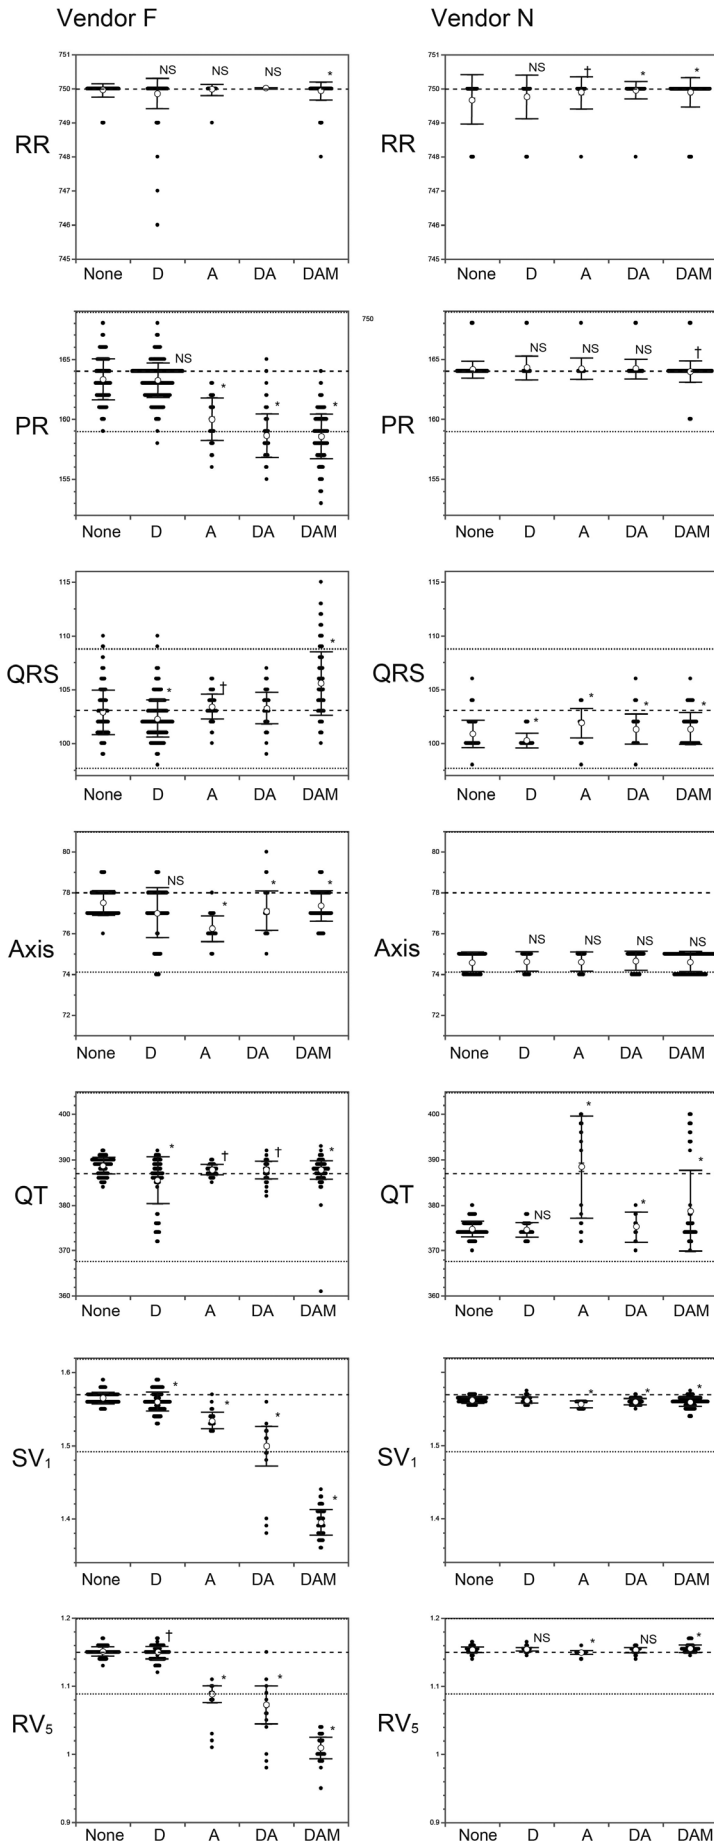 Vendor F
Vendor N
RR
751
750
749
748
747
746
745
NS NS NS *
None D A DA DAM
RR
751
750
749
748
747
746
745
NS † * *
None D A DA DAM
PR
165
160
155
NS * * *
None D A DA DAM
750
PR
165
160
155
NS NS NS †
None D A DA DAM
QRS
115
110
105
100
* † *
None D A DA DAM
QRS
115
110
105
100
* * * *
None D A DA DAM
Axis
80
78
76
74
72
NS * * *
None D A DA DAM
Axis
80
78
76
74
72
NS NS NS NS
None D A DA DAM
QT
400
390
380
370
360
* † † *
None D A DA DAM
QT
400
390
380
370
360
NS * * *
None D A DA DAM
SV₁
1.6
1.5
1.4
* * * *
None D A DA DAM
SV₁
1.6
1.5
1.4
* * *
None D A DA DAM
RV₅
1.2
1.1
1
0.9
† * * *
None D A DA DAM
RV₅
1.2
1.1
1
0.9
NS * NS *
None D A DA DAM